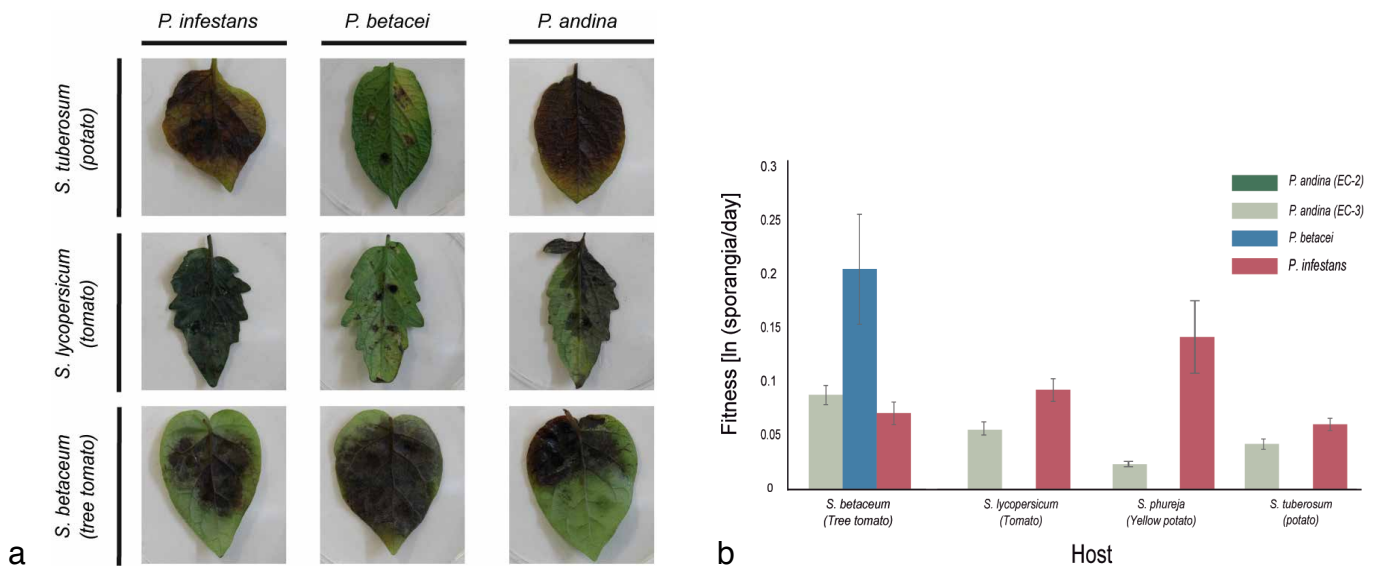 P. infestans
P. betacei
P. andina
S. tuberosum
(potato)
S. lycopersicum
(tomato)
S. betaceum
(tree tomato)
a
Fitness [ln (sporangia/day]
0.3
0.25
0.2
0.15
0.1
0.05
0
P. andina (EC-2)
P. andina (EC-3)
P. betacei
P. infestans
S. betaceum
(Tree tomato)
S. lycopersicum
(Tomato)
S. phureja
(Yellow potato)
S. tuberosum
(potato)
Host
b